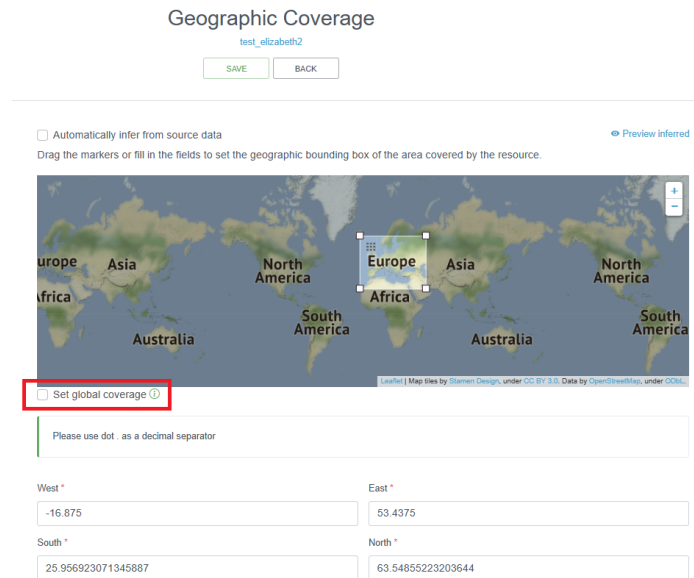 Geographic Coverage
test_elizabeth2
SAVE BACK
Automatically infer from source data Preview inferred
Drag the markers or fill in the fields to set the geographic bounding box of the area covered by the resource.
+
−
urope Asia North America Europe Asia North America
frica South America Africa South America
Australia Australia
Leaflet | Map tiles by Stamen Design, under CC BY 3.0. Data by OpenStreetMap, under ODbL.
Set global coverage
Please use dot . as a decimal separator
West * East *
-16.875 53.4375
South * North *
25.956923071345887 63.54855223203644